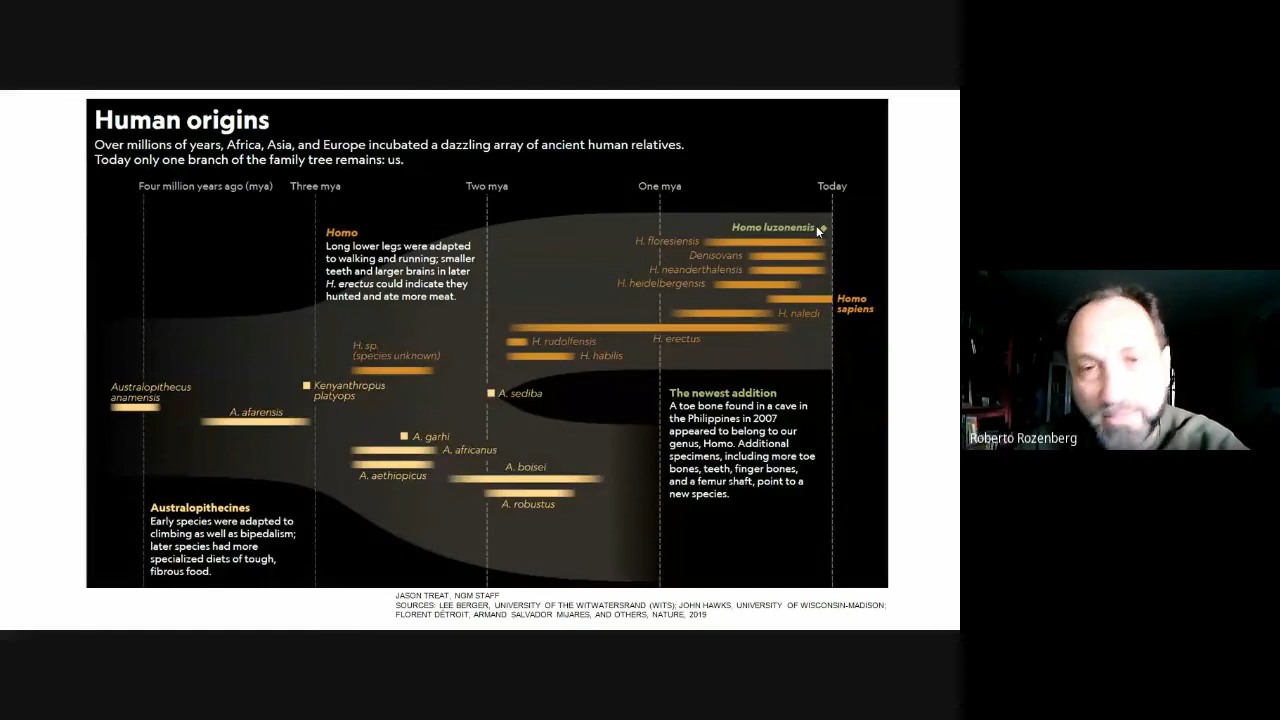 Human origins
Over millions of years, Africa, Asia, and Europe incubated a dazzling array of ancient human relatives.
Today only one branch of the family tree remains: us.
Four million years ago (mya)
Three mya
Two mya
One mya
Today
Homo
Long lower legs were adapted
to walking and running; smaller
teeth and larger brains in later
H. erectus could indicate they
hunted and ate more meat.
Homo luzonensis
H. floresiensis
Denisovans
H. neanderthalensis
H. heidelbergensis
Homo
sapiens
H. naledi
H. erectus
H. rudolfensis
H. habilis
H. sp.
(species unknown)
Kenyanthropus
platyops
Australopithecus
anamensis
A. afarensis
A. sediba
A. garhi
A. africanus
A. aethiopicus
A. boisei
A. robustus
The newest addition
A toe bone found in a cave in
the Philippines in 2007
appeared to belong to our
genus, Homo. Additional
specimens, including more toe
bones, teeth, finger bones,
and a femur shaft, point to a
new species.
Australopithecines
Early species were adapted to
climbing as well as bipedalism;
later species had more
specialized diets of tough,
fibrous food.
JASON TREAT, NGM STAFF
SOURCES: LEE BERGER, UNIVERSITY OF THE WITWATERSRAND (WITS); JOHN HAWKS, UNIVERSITY OF WISCONSIN-MADISON;
FLORENT DÉTROIT, ARMAND SALVADOR MIJARES, AND OTHERS, NATURE, 2019
Roberto Rozenberg